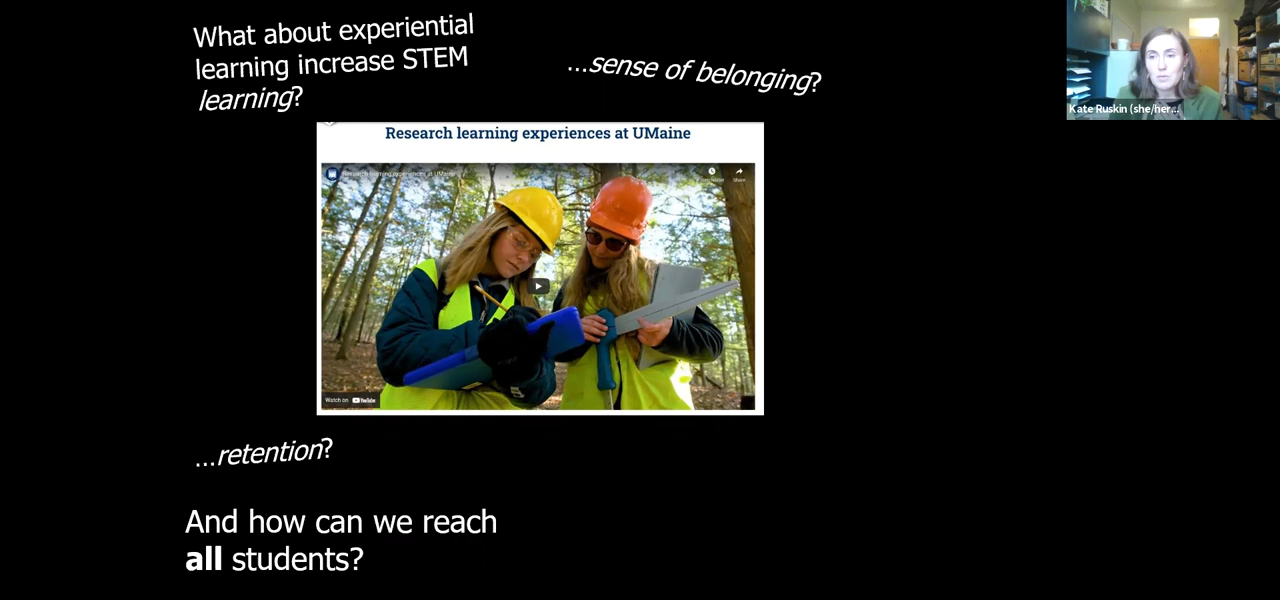 What about experiential
learning increase STEM
learning?
...sense of belonging?
Kate Ruskin (she/her...
Research learning experiences at UMaine
Research learning experiences at UMaine
Share
Watch on YouTube
...retention?
And how can we reach
all students?